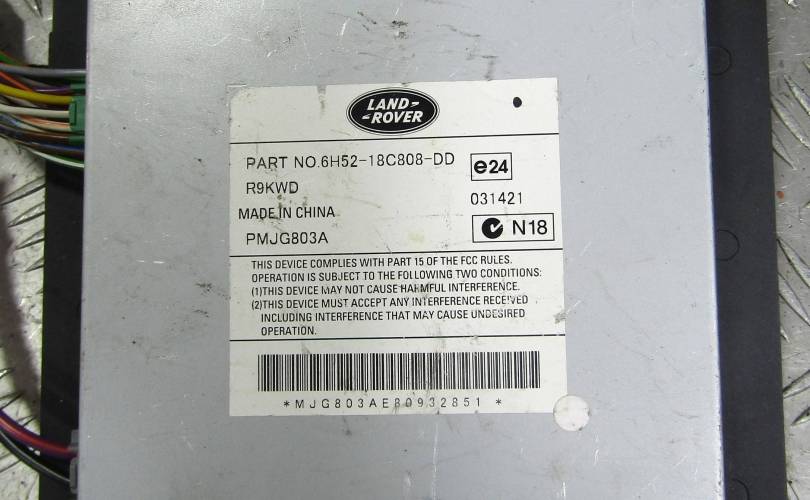 LAND-
-ROVER
PART NO.6H52-18C808-DD
e24
R9KWD
031421
MADE IN CHINA
N18
PMJG803A
THIS DEVICE COMPLIES WITH PART 15 OF THE FCC RULES.
OPERATION IS SUBJECT TO THE FOLLOWING TWO CONDITIONS:
(1)THIS DEVICE MAY NOT CAUSE HARMFUL INTERFERENCE.
(2)THIS DEVICE MUST ACCEPT ANY INTERFERENCE RECEIVED
INCLUDING INTERFERENCE THAT MAY CAUSE UNDESIRED
OPERATION.
*MJG803AE80932851*